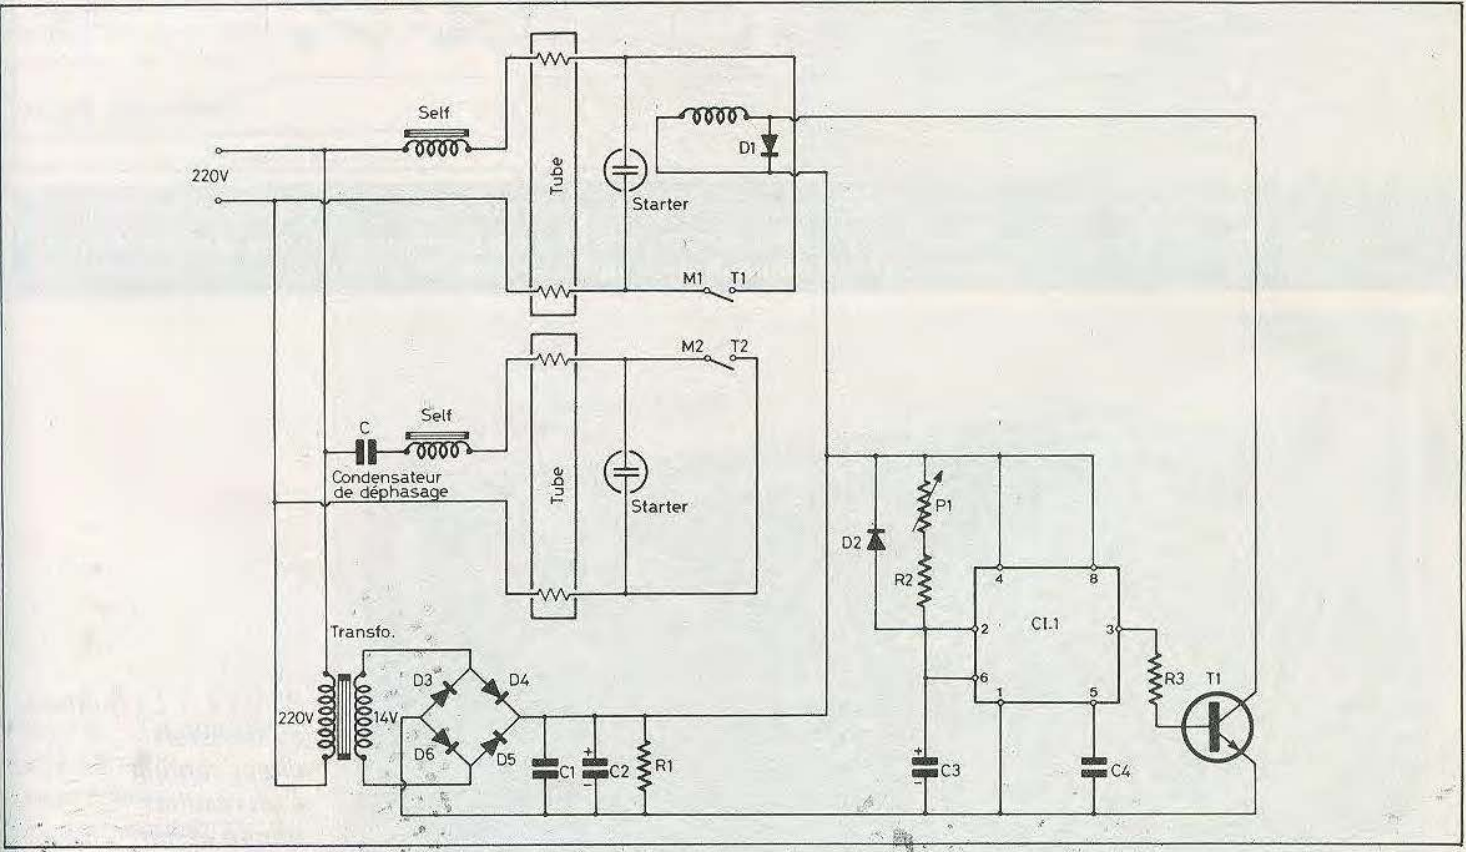 Self
220V
Tube
Starter
D1
M1 T1
M2 T2
C
Self
Condensateur
de déphasage
Tube
Starter
Transfo.
220V
14V
D3
D4
D6
D5
C1
C2
+
-
R1
D2
P1
R2
4
8
2
CI.1
3
6
1
5
R3
T1
C3
+
-
C4